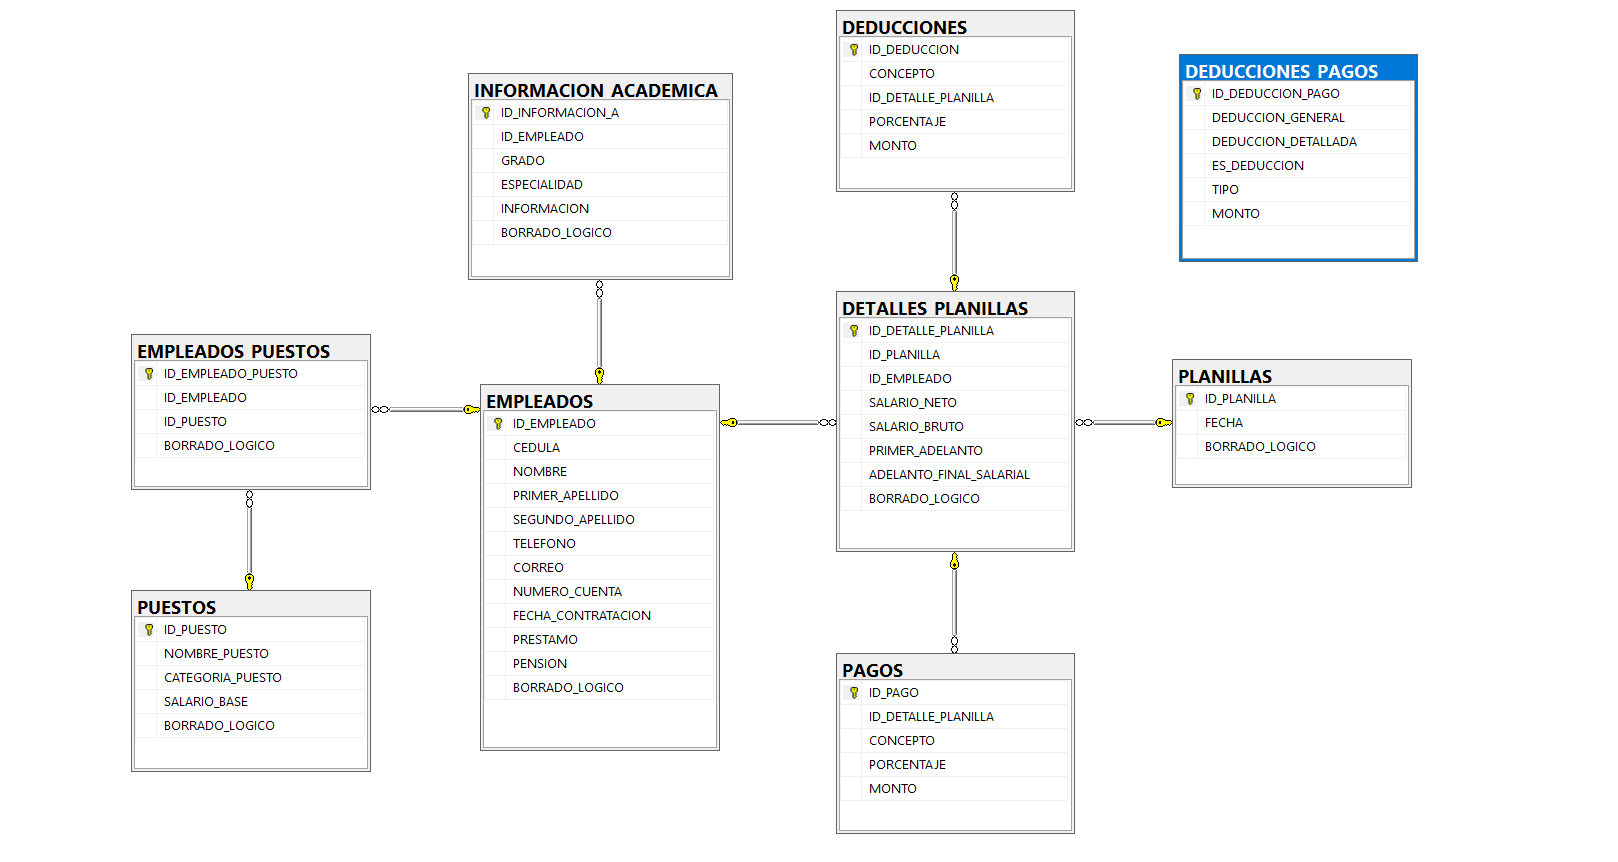 DEDUCCIONES
ID_DEDUCCION
CONCEPTO
ID_DETALLE_PLANILLA
PORCENTAJE
MONTO
DEDUCCIONES_PAGOS
ID_DEDUCCION_PAGO
DEDUCCION_GENERAL
DEDUCCION_DETALLADA
ES_DEDUCCION
TIPO
MONTO
INFORMACION_ACADEMICA
ID_INFORMACION_A
ID_EMPLEADO
GRADO
ESPECIALIDAD
INFORMACION
BORRADO_LOGICO
DETALLES_PLANILLAS
ID_DETALLE_PLANILLA
ID_PLANILLA
ID_EMPLEADO
SALARIO_NETO
SALARIO_BRUTO
PRIMER_ADELANTO
ADELANTO_FINAL_SALARIAL
BORRADO_LOGICO
EMPLEADOS_PUESTOS
ID_EMPLEADO_PUESTO
ID_EMPLEADO
ID_PUESTO
BORRADO_LOGICO
EMPLEADOS
ID_EMPLEADO
CEDULA
NOMBRE
PRIMER_APELLIDO
SEGUNDO_APELLIDO
TELEFONO
CORREO
NUMERO_CUENTA
FECHA_CONTRATACION
PRESTAMO
PENSION
BORRADO_LOGICO
PLANILLAS
ID_PLANILLA
FECHA
BORRADO_LOGICO
PUESTOS
ID_PUESTO
NOMBRE_PUESTO
CATEGORIA_PUESTO
SALARIO_BASE
BORRADO_LOGICO
PAGOS
ID_PAGO
ID_DETALLE_PLANILLA
CONCEPTO
PORCENTAJE
MONTO